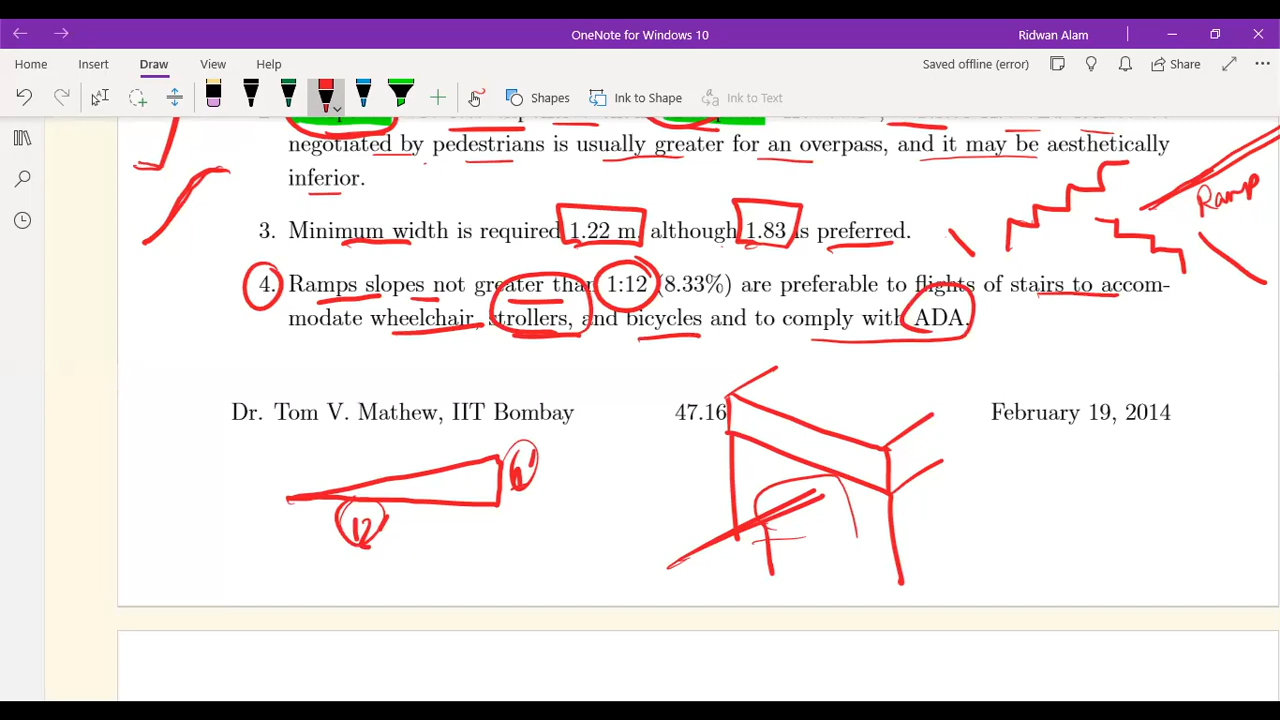 OneNote for Windows 10
Ridwan Alam
Home Insert Draw View Help
Saved offline (error)
Share
Shapes
Ink to Shape
Ink to Text
negotiated by pedestrians is usually greater for an overpass, and it may be aesthetically
inferior.
Ramp
3. Minimum width is required 1.22 m, although 1.83 is preferred.
4. Ramps slopes not greater than 1:12 (8.33%) are preferable to flights of stairs to accom-
modate wheelchair, strollers, and bicycles and to comply with ADA.
Dr. Tom V. Mathew, IIT Bombay 47.16 February 19, 2014
12